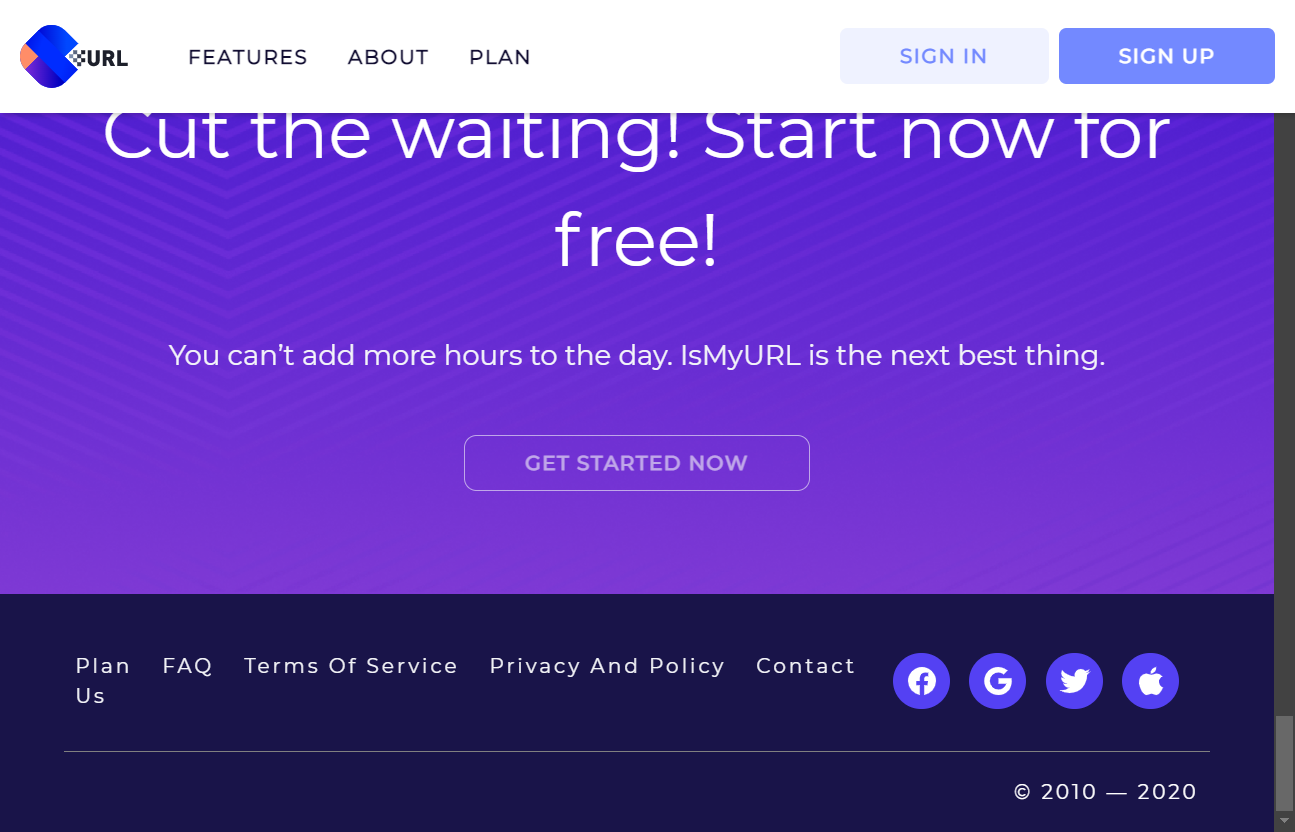 URL
FEATURES ABOUT PLAN
SIGN IN SIGN UP
Cut the waiting! Start now for
free!
You can’t add more hours to the day. IsMyURL is the next best thing.
GET STARTED NOW
Plan FAQ Terms Of Service Privacy And Policy Contact
Us
© 2010 — 2020